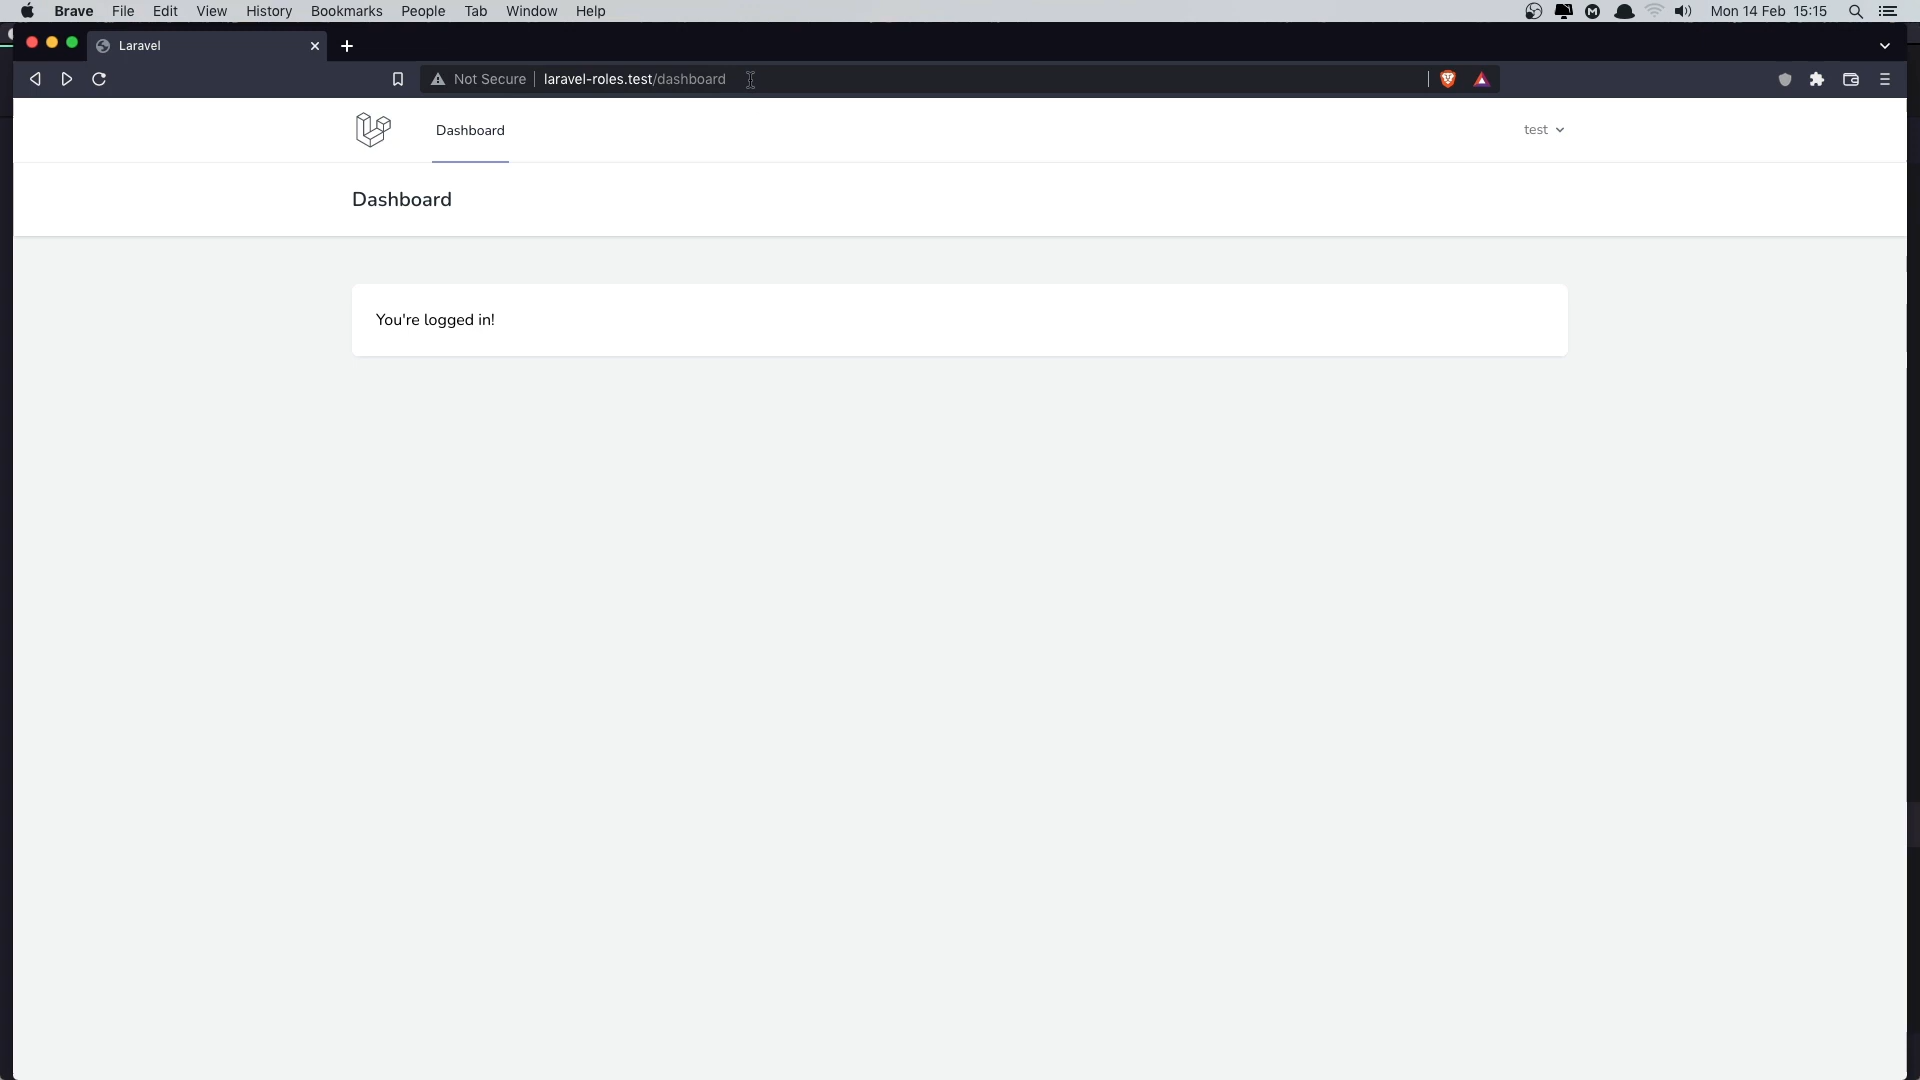 Brave File Edit View History Bookmarks People Tab Window Help Mon 14 Feb 15:15
Laravel
Not Secure laravel-roles.test/dashboard
Dashboard test
Dashboard
You're logged in!